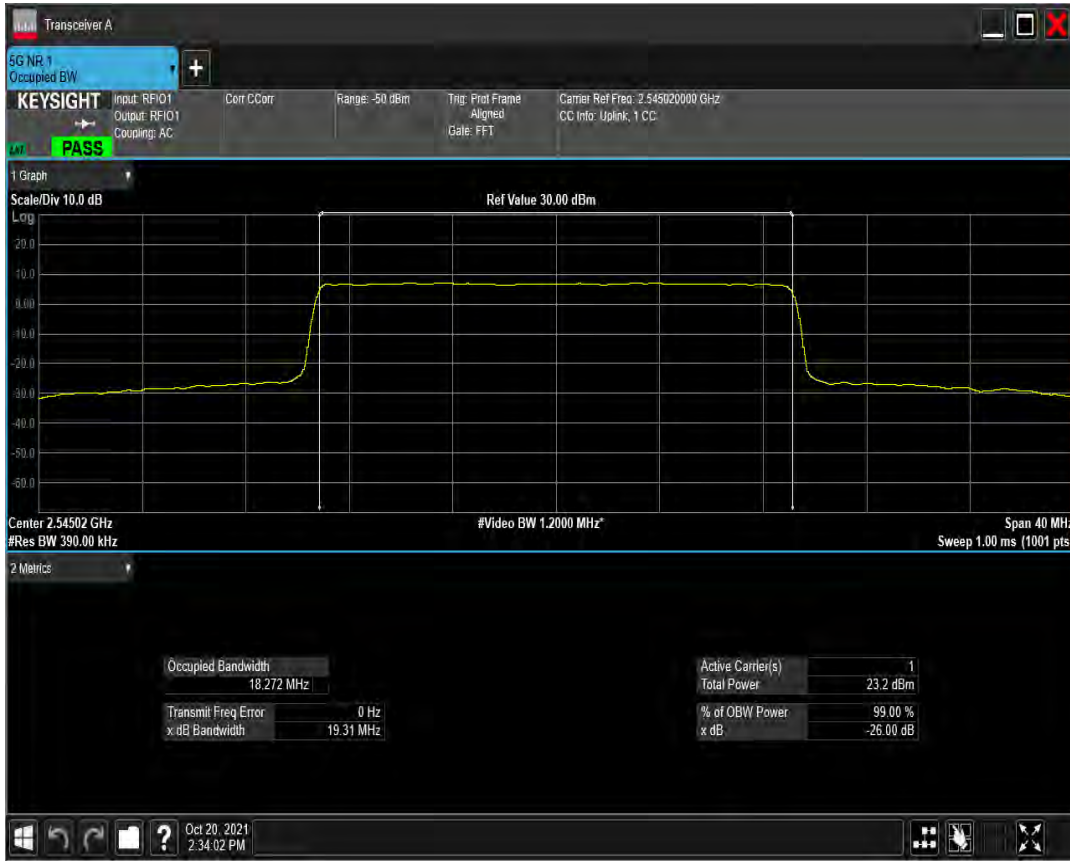 Transceiver A
5G NR 1
Occupied BW
+
KEYSIGHT
PASS
Input: RFIO1
Output: RFIO1
Coupling: AC
Corr CCorr
Range: -50 dBm
Trig: Prot Frame
Aligned
Gate: FFT
Carrier Ref Freq: 2.545020000 GHz
CC Info: Uplink, 1 CC
1 Graph
Scale/Div 10.0 dB
Ref Value 30.00 dBm
Log
20.0
10.0
0.00
-10.0
-20.0
-30.0
-40.0
-50.0
-60.0
Center 2.54502 GHz
#Video BW 1.2000 MHz*
Span 40 MHz
#Res BW 390.00 kHz
Sweep 1.00 ms (1001 pts
2 Metrics
Occupied Bandwidth
18.272 MHz
Transmit Freq Error 0 Hz
x dB Bandwidth 19.31 MHz
Active Carrier(s) 1
Total Power 23.2 dBm
% of OBW Power 99.00 %
x dB -26.00 dB
?
Oct 20, 2021
2:34:02 PM